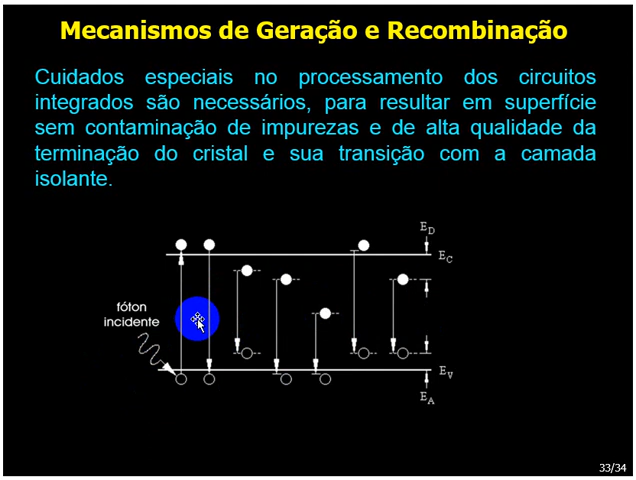 Mecanismos de Geração e Recombinação
Cuidados especiais no processamento dos circuitos
integrados são necessários, para resultar em superfície
sem contaminação de impurezas e de alta qualidade da
terminação do cristal e sua transição com a camada
isolante.
E_D
E_C
fóton
incidente
E_V
E_A
33/34